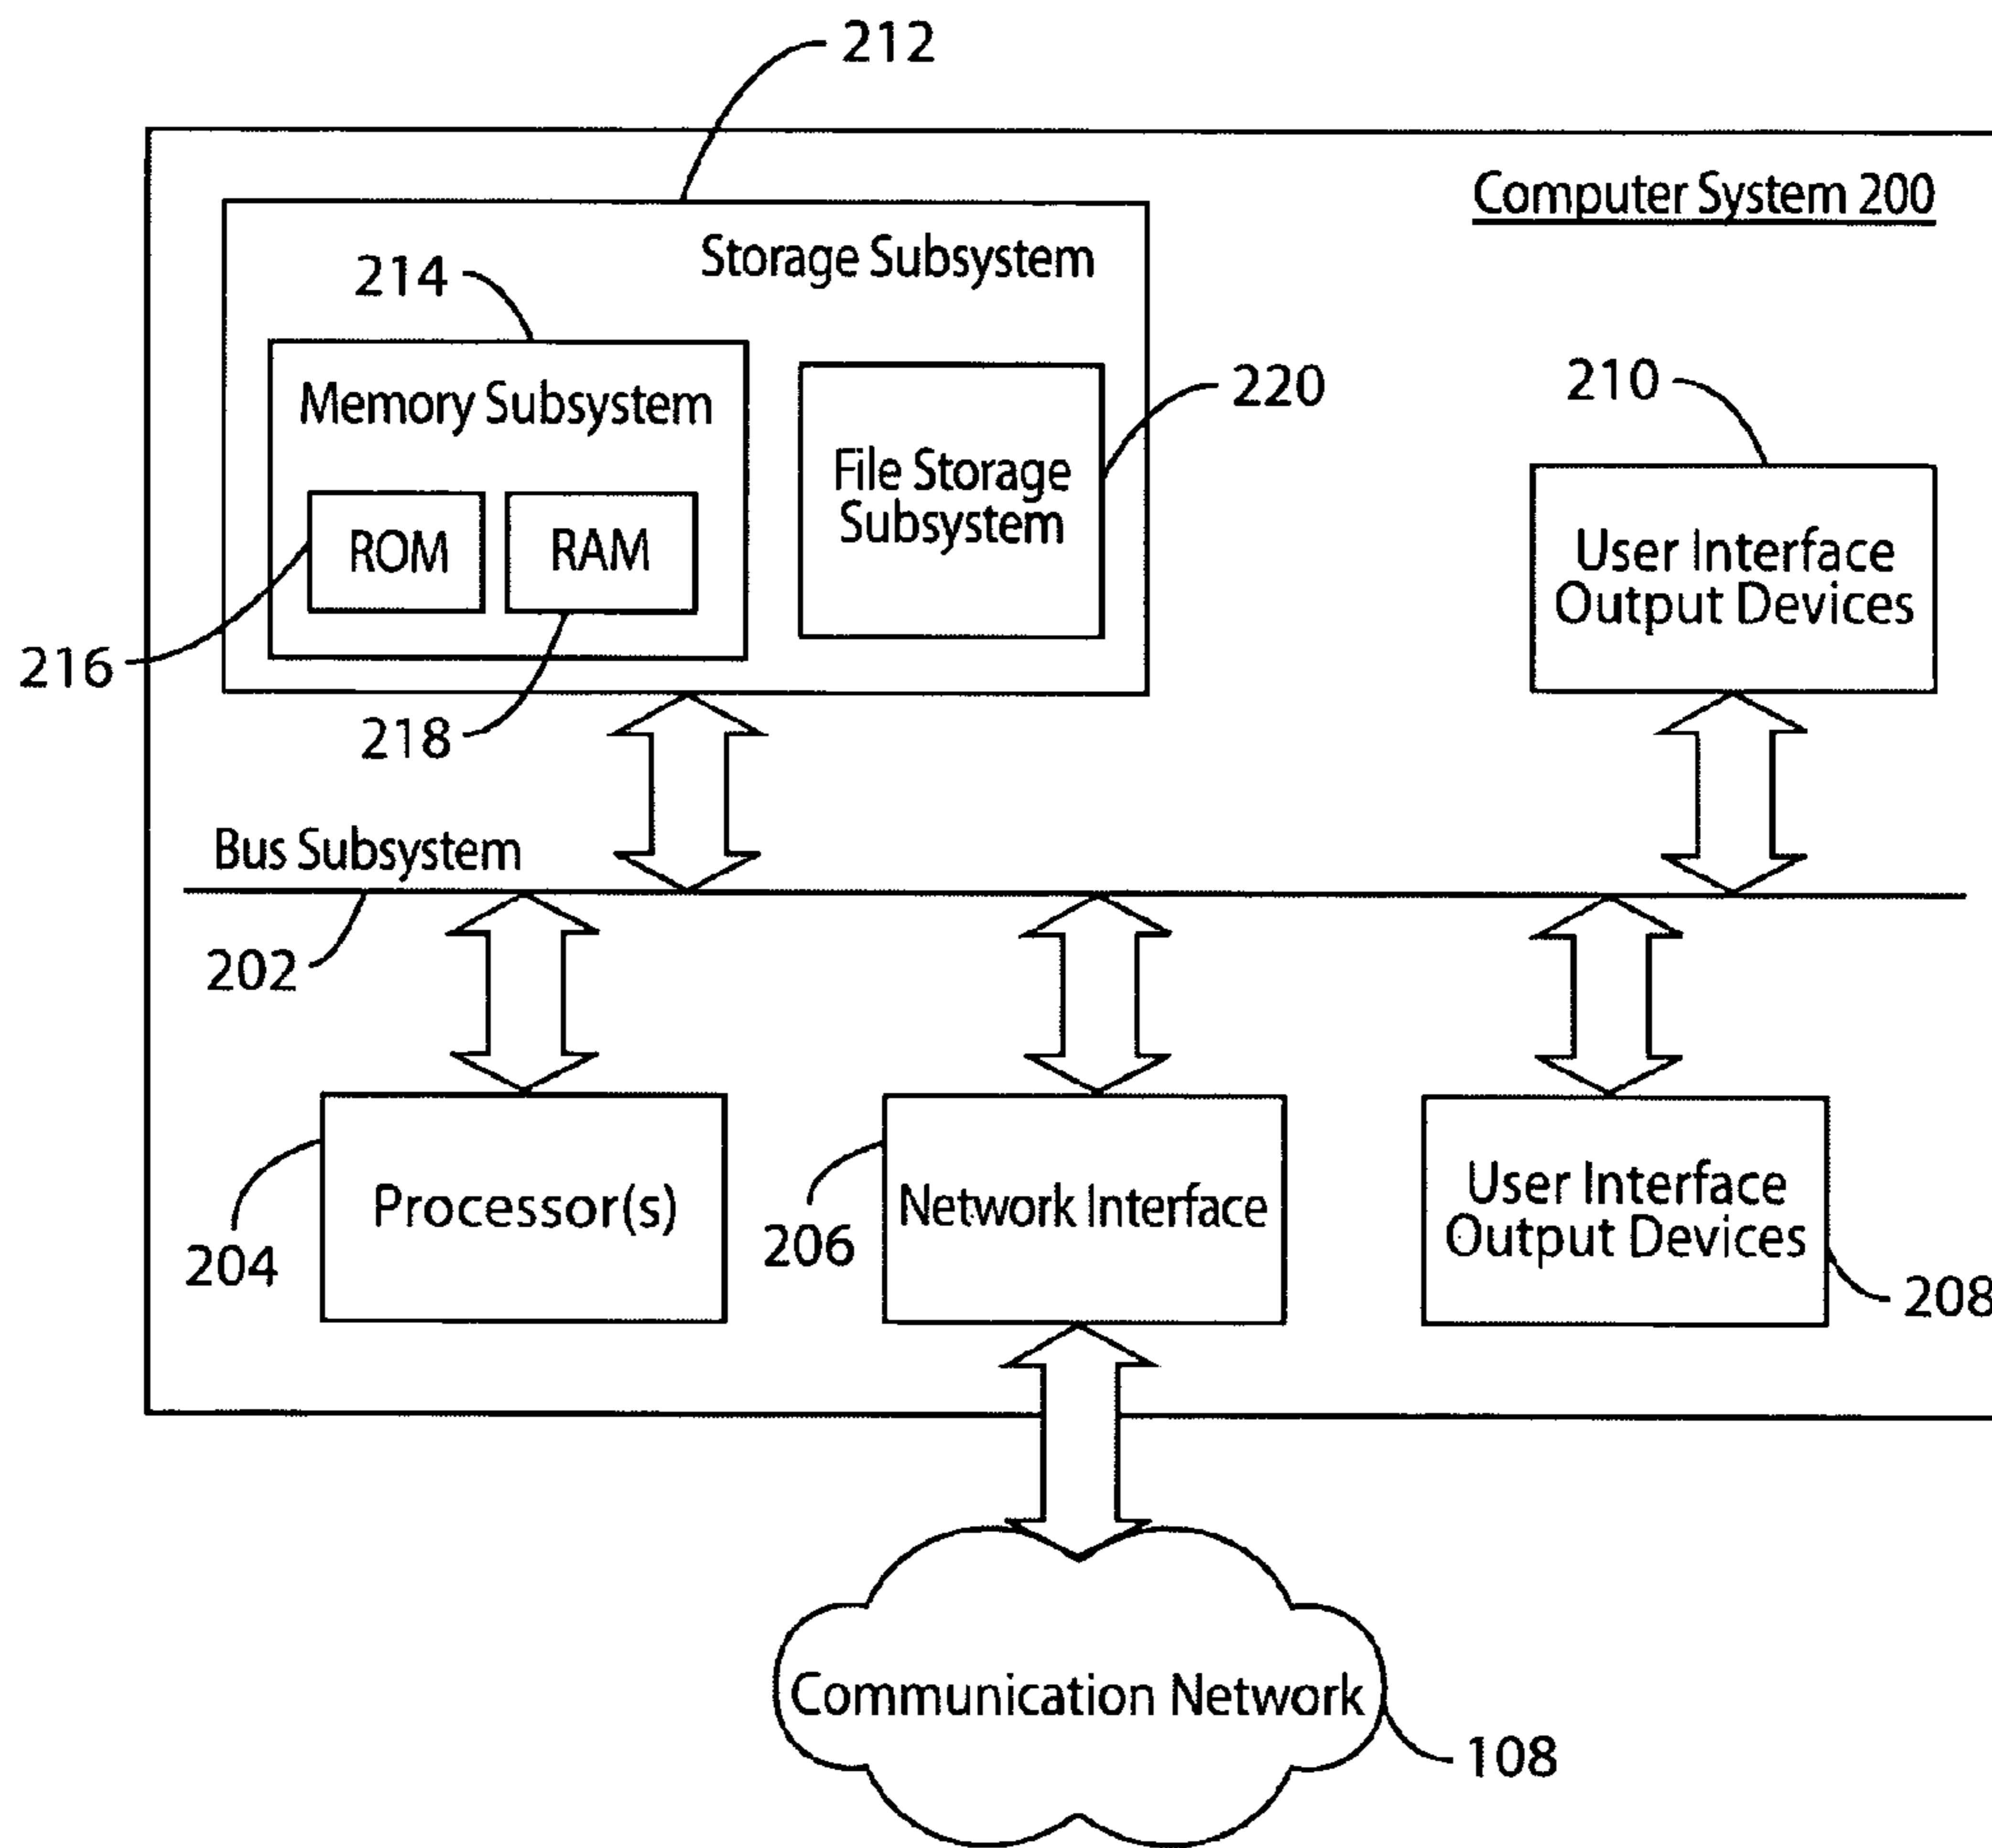 212
Computer System 200
Storage Subsystem
214
Memory Subsystem
220
210
File Storage
Subsystem
ROM
RAM
User Interface
Output Devices
216
218
Bus Subsystem
202
Processor(s)
Network Interface
User Interface
Output Devices
204
206
208
Communication Network
108